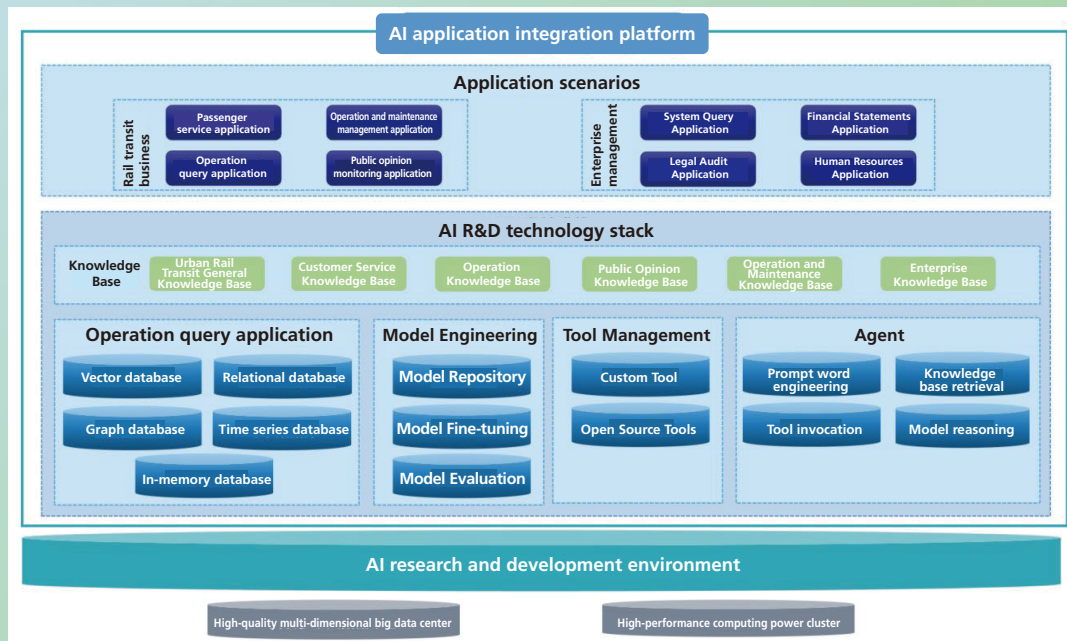 AI application integration platform
Application scenarios
Rail transit
business
Passenger
service application
Operation and maintenance
management application
Operation
query application
Public opinion
monitoring application
Enterprise
management
System Query
Application
Financial Statements
Application
Legal Audit
Application
Human Resources
Application
AI R&D technology stack
Knowledge
Base
Urban Rail
Transit General
Knowledge Base
Customer Service
Knowledge Base
Operation
Knowledge Base
Public Opinion
Knowledge Base
Operation and
Maintenance
Knowledge Base
Enterprise
Knowledge Base
Operation query application
Vector database
Relational database
Graph database
Time series database
In-memory database
Model Engineering
Model Repository
Model Fine-tuning
Model Evaluation
Tool Management
Custom Tool
Open Source Tools
Agent
Prompt word
engineering
Knowledge
base retrieval
Tool invocation
Model reasoning
AI research and development environment
High-quality multi-dimensional big data center
High-performance computing power cluster